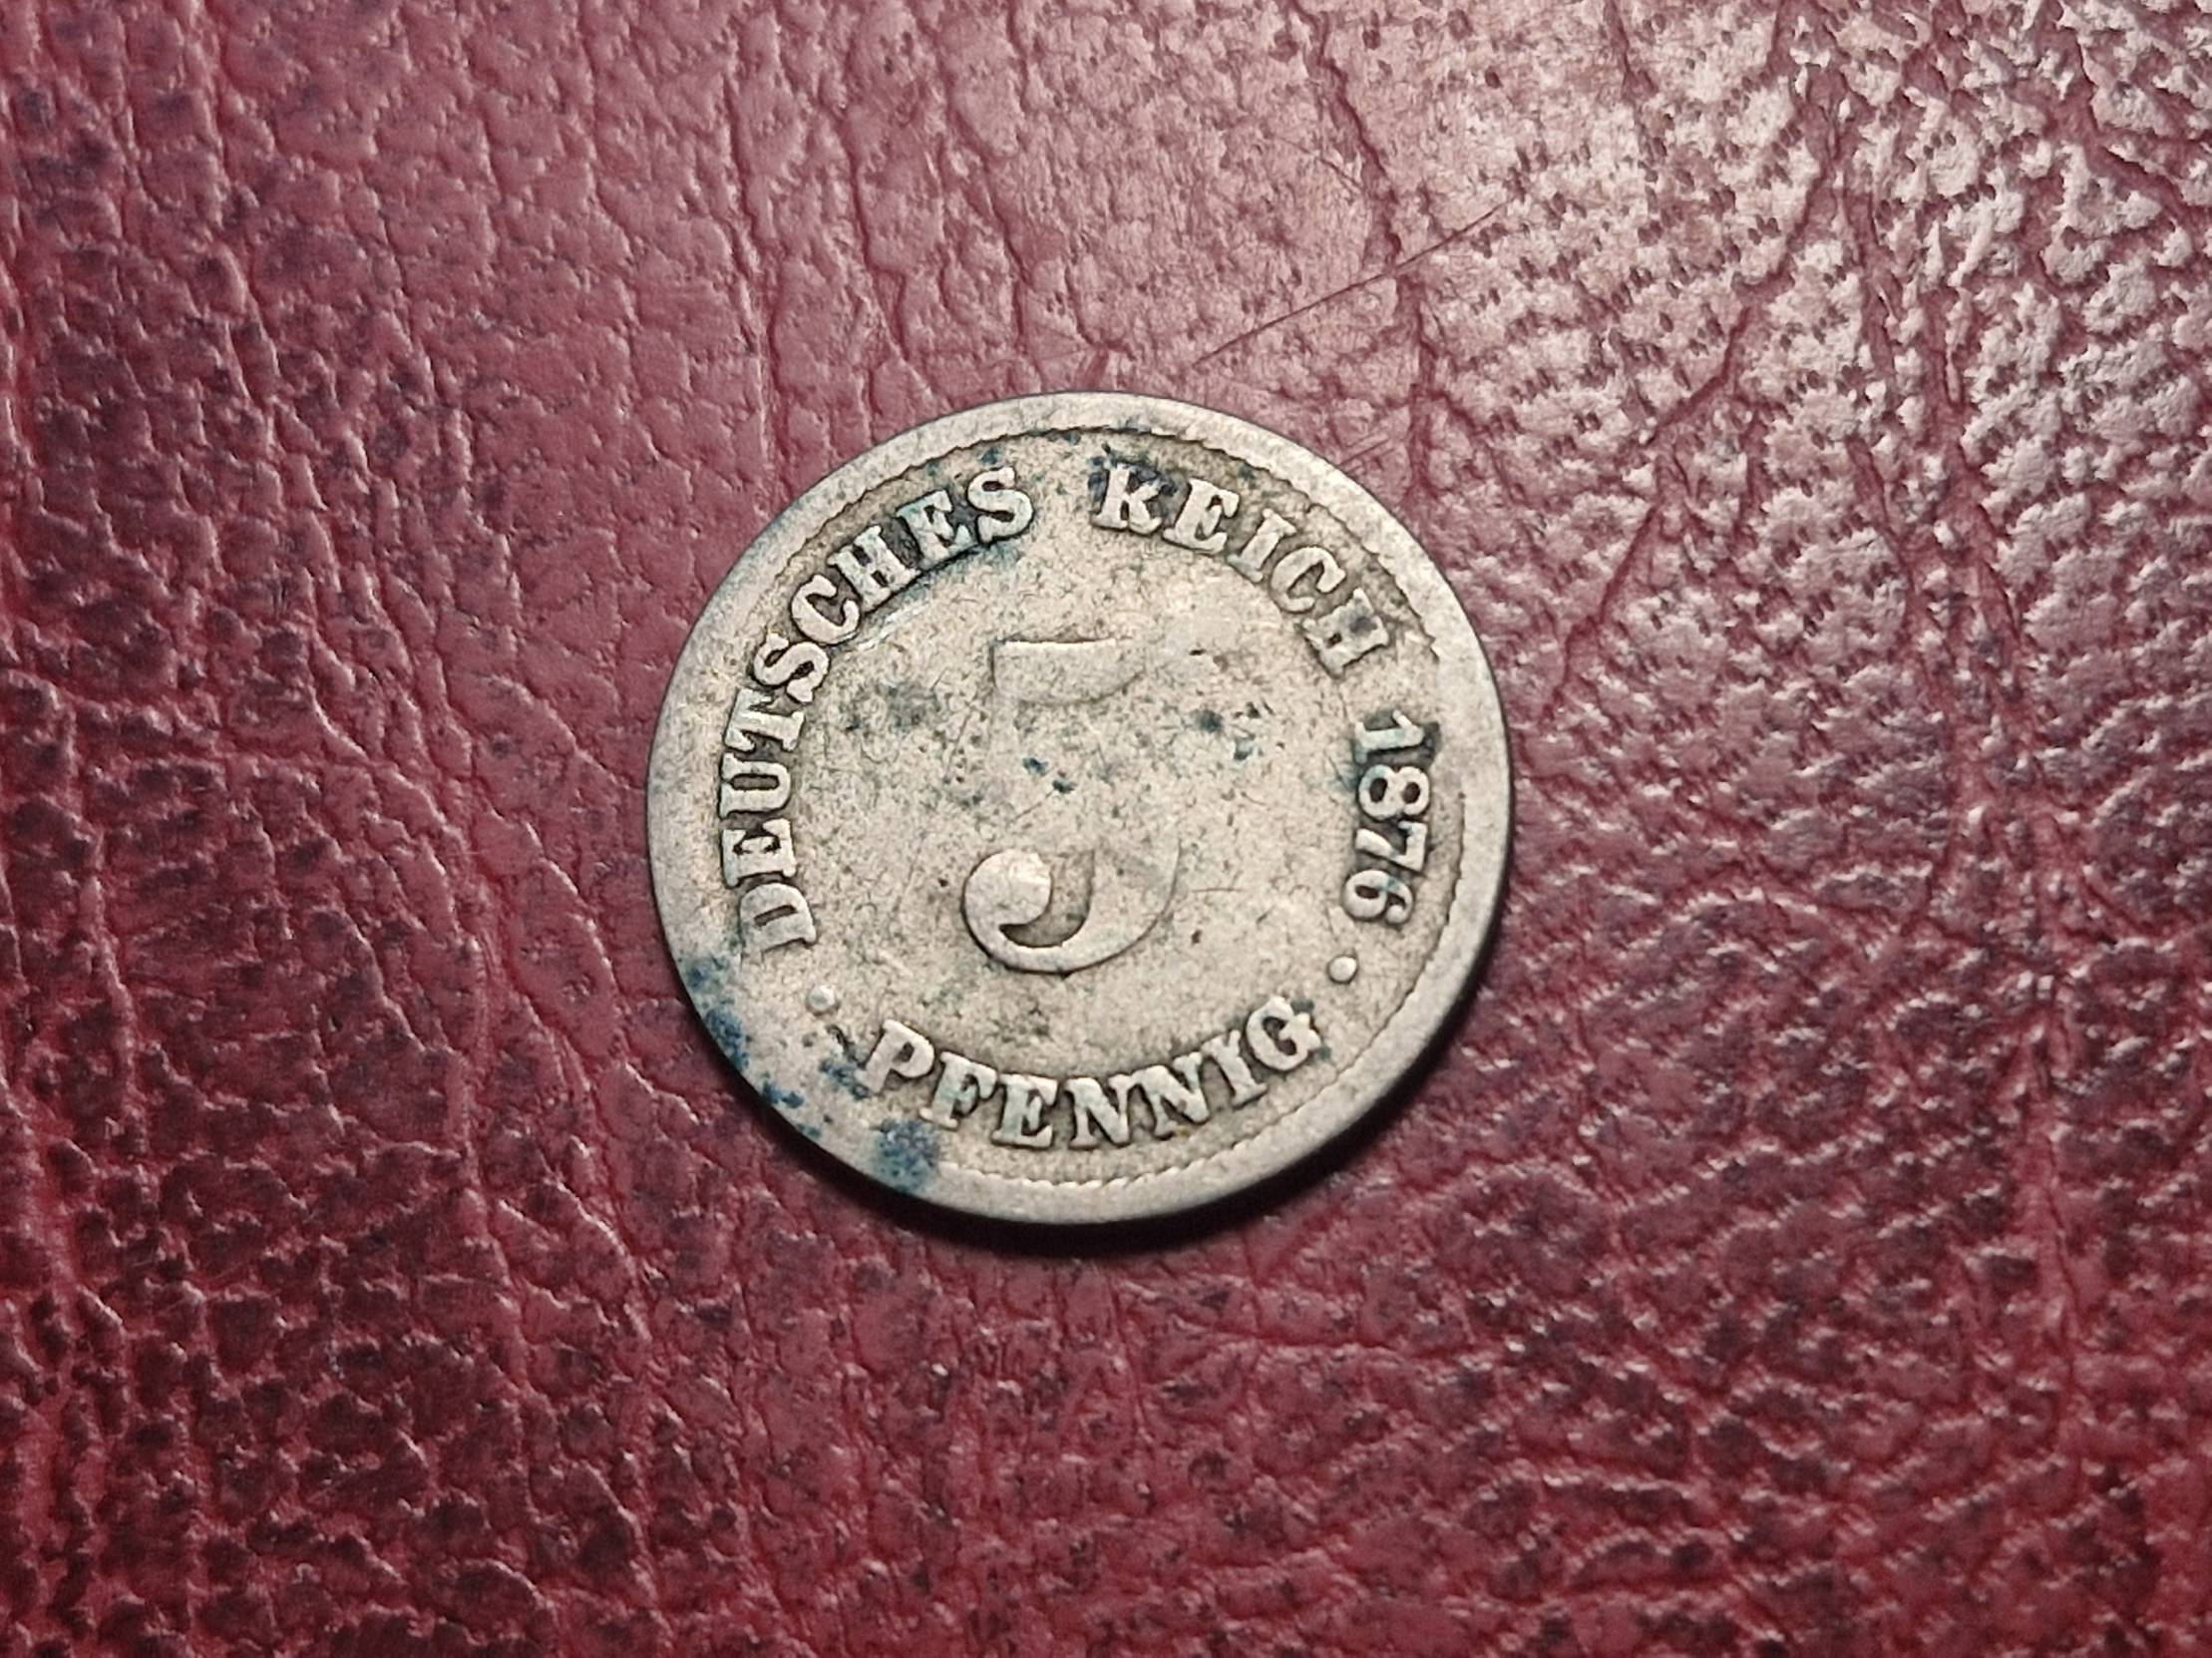 DEUTSCHES REICH 1876
5
PFENNIG